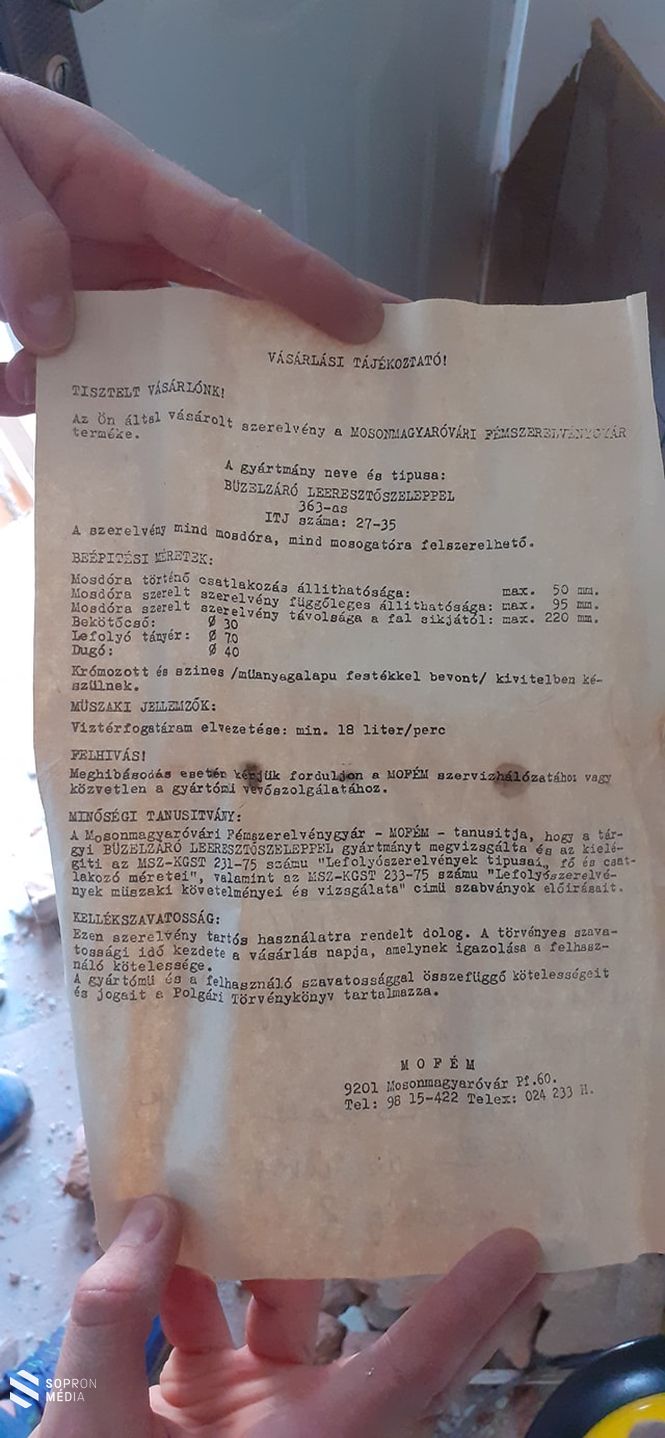 VÁSÁRLÁSI TÁJÉKOZTATÓ!
TISZTELT VÁSÁRLÓNK!
Az Ön által vásárolt szerelvény a MOSONMAGYARÓVÁRI FÉMSZERELVÉNYGYÁR
terméke.
A gyártmány neve és tipusa:
BÜZELZÁRÓ LEERESZTŐSZELEPPEL
363-as
ITJ száma: 27-35
A szerelvény mind mosdóra, mind mosogatóra felszerelhető.
BEÉPITÉSI MÉRETEK:
Mosdóra történő csatlakozás állithatósága: max. 50 mm.
Mosdóra szerelt szerelvény függőleges állithatósága: max. 95 mm.
Mosdóra szerelt szerelvény távolsága a fal sikjától: max. 220 mm.
Bekötőcső: Ø 30
Lefolyó tányér: Ø 70
Dugó: Ø 40
Krómozott és szines /műanyagalapu festékkel bevont/ kivitelben ké-
szülnek.
MŰSZAKI JELLEMZŐK:
Viztérfogatáram elvezetése: min. 18 liter/perc
FELHIVÁS!
Meghibásodás esetén kérjük forduljon a MOFÉM szervizhálózatához vagy
közvetlen a gyártómű vevőszolgálatához.
MINŐSÉGI TANUSITVÁNY:
A Mosonmagyaróvári Fémszerelvénygyár - MOFÉM - tanusitja, hogy a tár-
gyi BÜZELZÁRÓ LEERESZTŐSZELEPPEL gyártmányt megvizsgálta és az kielé-
giti az MSZ-KGST 231-75 számu "Lefolyószerelvények tipusai, fő és csat-
lakozó méretei", valamint az MSZ-KGST 233-75 számu "Lefolyószerelvé-
nyek műszaki követelményei és vizsgálata" cimű szabványok előirásait.
KELLÉKSZAVATOSSÁG:
Ezen szerelvény tartós használatra rendelt dolog. A törvényes szava-
tossági idő kezdete a vásárlás napja, amelynek igazolása a felhasz-
náló kötelessége.
A gyártómű és a felhasználó szavatossággal összefüggő kötelességeit
és jogait a Polgári Törvénykönyv tartalmazza.
M O F É M
9201 Mosonmagyaróvár Pf.60.
Tel: 98 15-422 Telex: 024 233 H.
SOPRON
MÉDIA